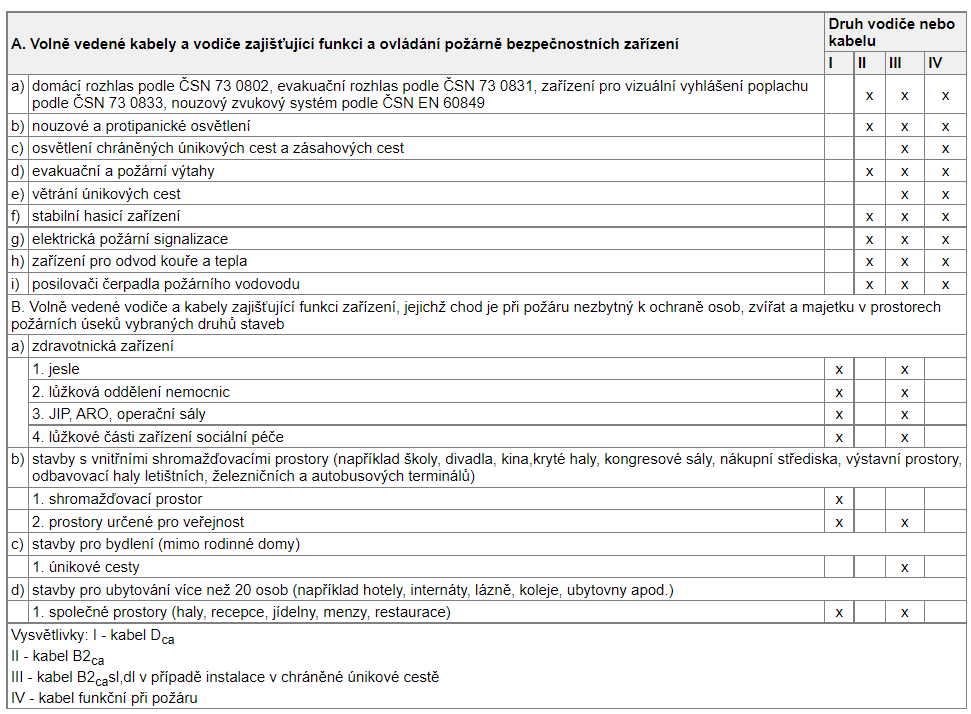 A. Volně vedené kabely a vodiče zajišťující funkci a ovládání požárně bezpečnostních zařízení
Druh vodiče nebo
kabelu
I II III IV
a) domácí rozhlas podle ČSN 73 0802, evakuační rozhlas podle ČSN 73 0831, zařízení pro vizuální vyhlášení poplachu
podle ČSN 73 0833, nouzový zvukový systém podle ČSN EN 60849 x x x
b) nouzové a protipanické osvětlení x x x
c) osvětlení chráněných únikových cest a zásahových cest x x
d) evakuační a požární výtahy x x x
e) větrání únikových cest x x
f) stabilní hasicí zařízení x x x
g) elektrická požární signalizace x x x
h) zařízení pro odvod kouře a tepla x x x
i) posilovači čerpadla požárního vodovodu x x x
B. Volně vedené vodiče a kabely zajišťující funkci zařízení, jejichž chod je při požáru nezbytný k ochraně osob, zvířat a majetku v prostorech
požárních úseků vybraných druhů staveb
a) zdravotnická zařízení
1. jesle x x
2. lůžková oddělení nemocnic x x
3. JIP, ARO, operační sály x x
4. lůžkové části zařízení sociální péče x x
b) stavby s vnitřními shromažďovacími prostory (například školy, divadla, kina,kryté haly, kongresové sály, nákupní střediska, výstavní prostory,
odbavovací haly letištních, železničních a autobusových terminálů)
1. shromažďovací prostor x
2. prostory určené pro veřejnost x x
c) stavby pro bydlení (mimo rodinné domy)
1. únikové cesty x
d) stavby pro ubytování více než 20 osob (například hotely, internáty, lázně, koleje, ubytovny apod.)
1. společné prostory (haly, recepce, jídelny, menzy, restaurace) x x
Vysvětlivky: I - kabel Dca
II - kabel B2ca
III - kabel B2casl,dl v případě instalace v chráněné únikové cestě
IV - kabel funkční při požáru